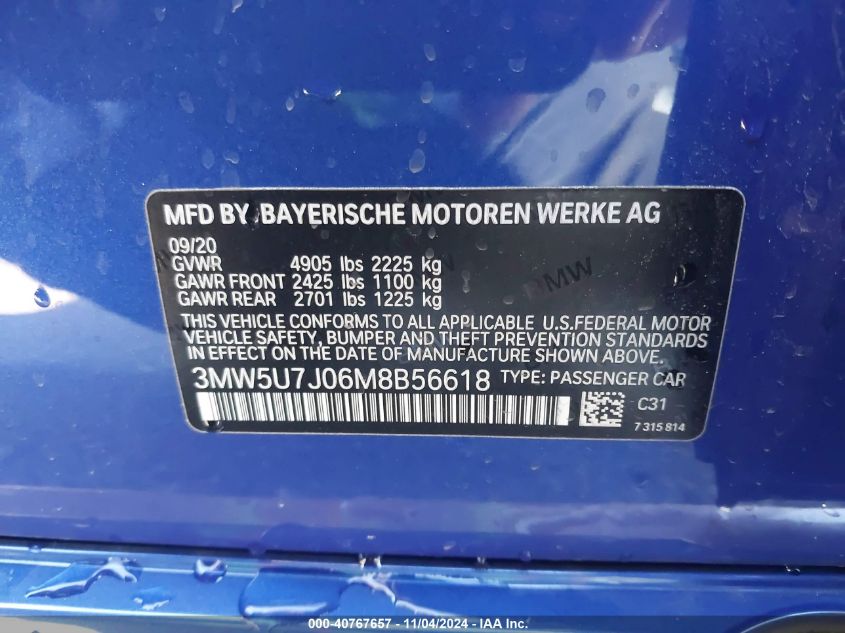 MFD BY BAYERISCHE MOTOREN WERKE AG
09/20
GVWR 4905 lbs 2225 kg
GAWR FRONT 2425 lbs 1100 kg
GAWR REAR 2701 lbs 1225 kg
THIS VEHICLE CONFORMS TO ALL APPLICABLE U.S.FEDERAL MOTOR
VEHICLE SAFETY, BUMPER AND THEFT PREVENTION STANDARDS
IN EFFECT ON THE DATE OF MANUFACTURE SHOWN ABOVE.
3MW5U7J06M8B56618 TYPE: PASSENGER CAR
C31
7 315 814
BMW
000-40767657 - 11/04/2024 - IAA Inc.